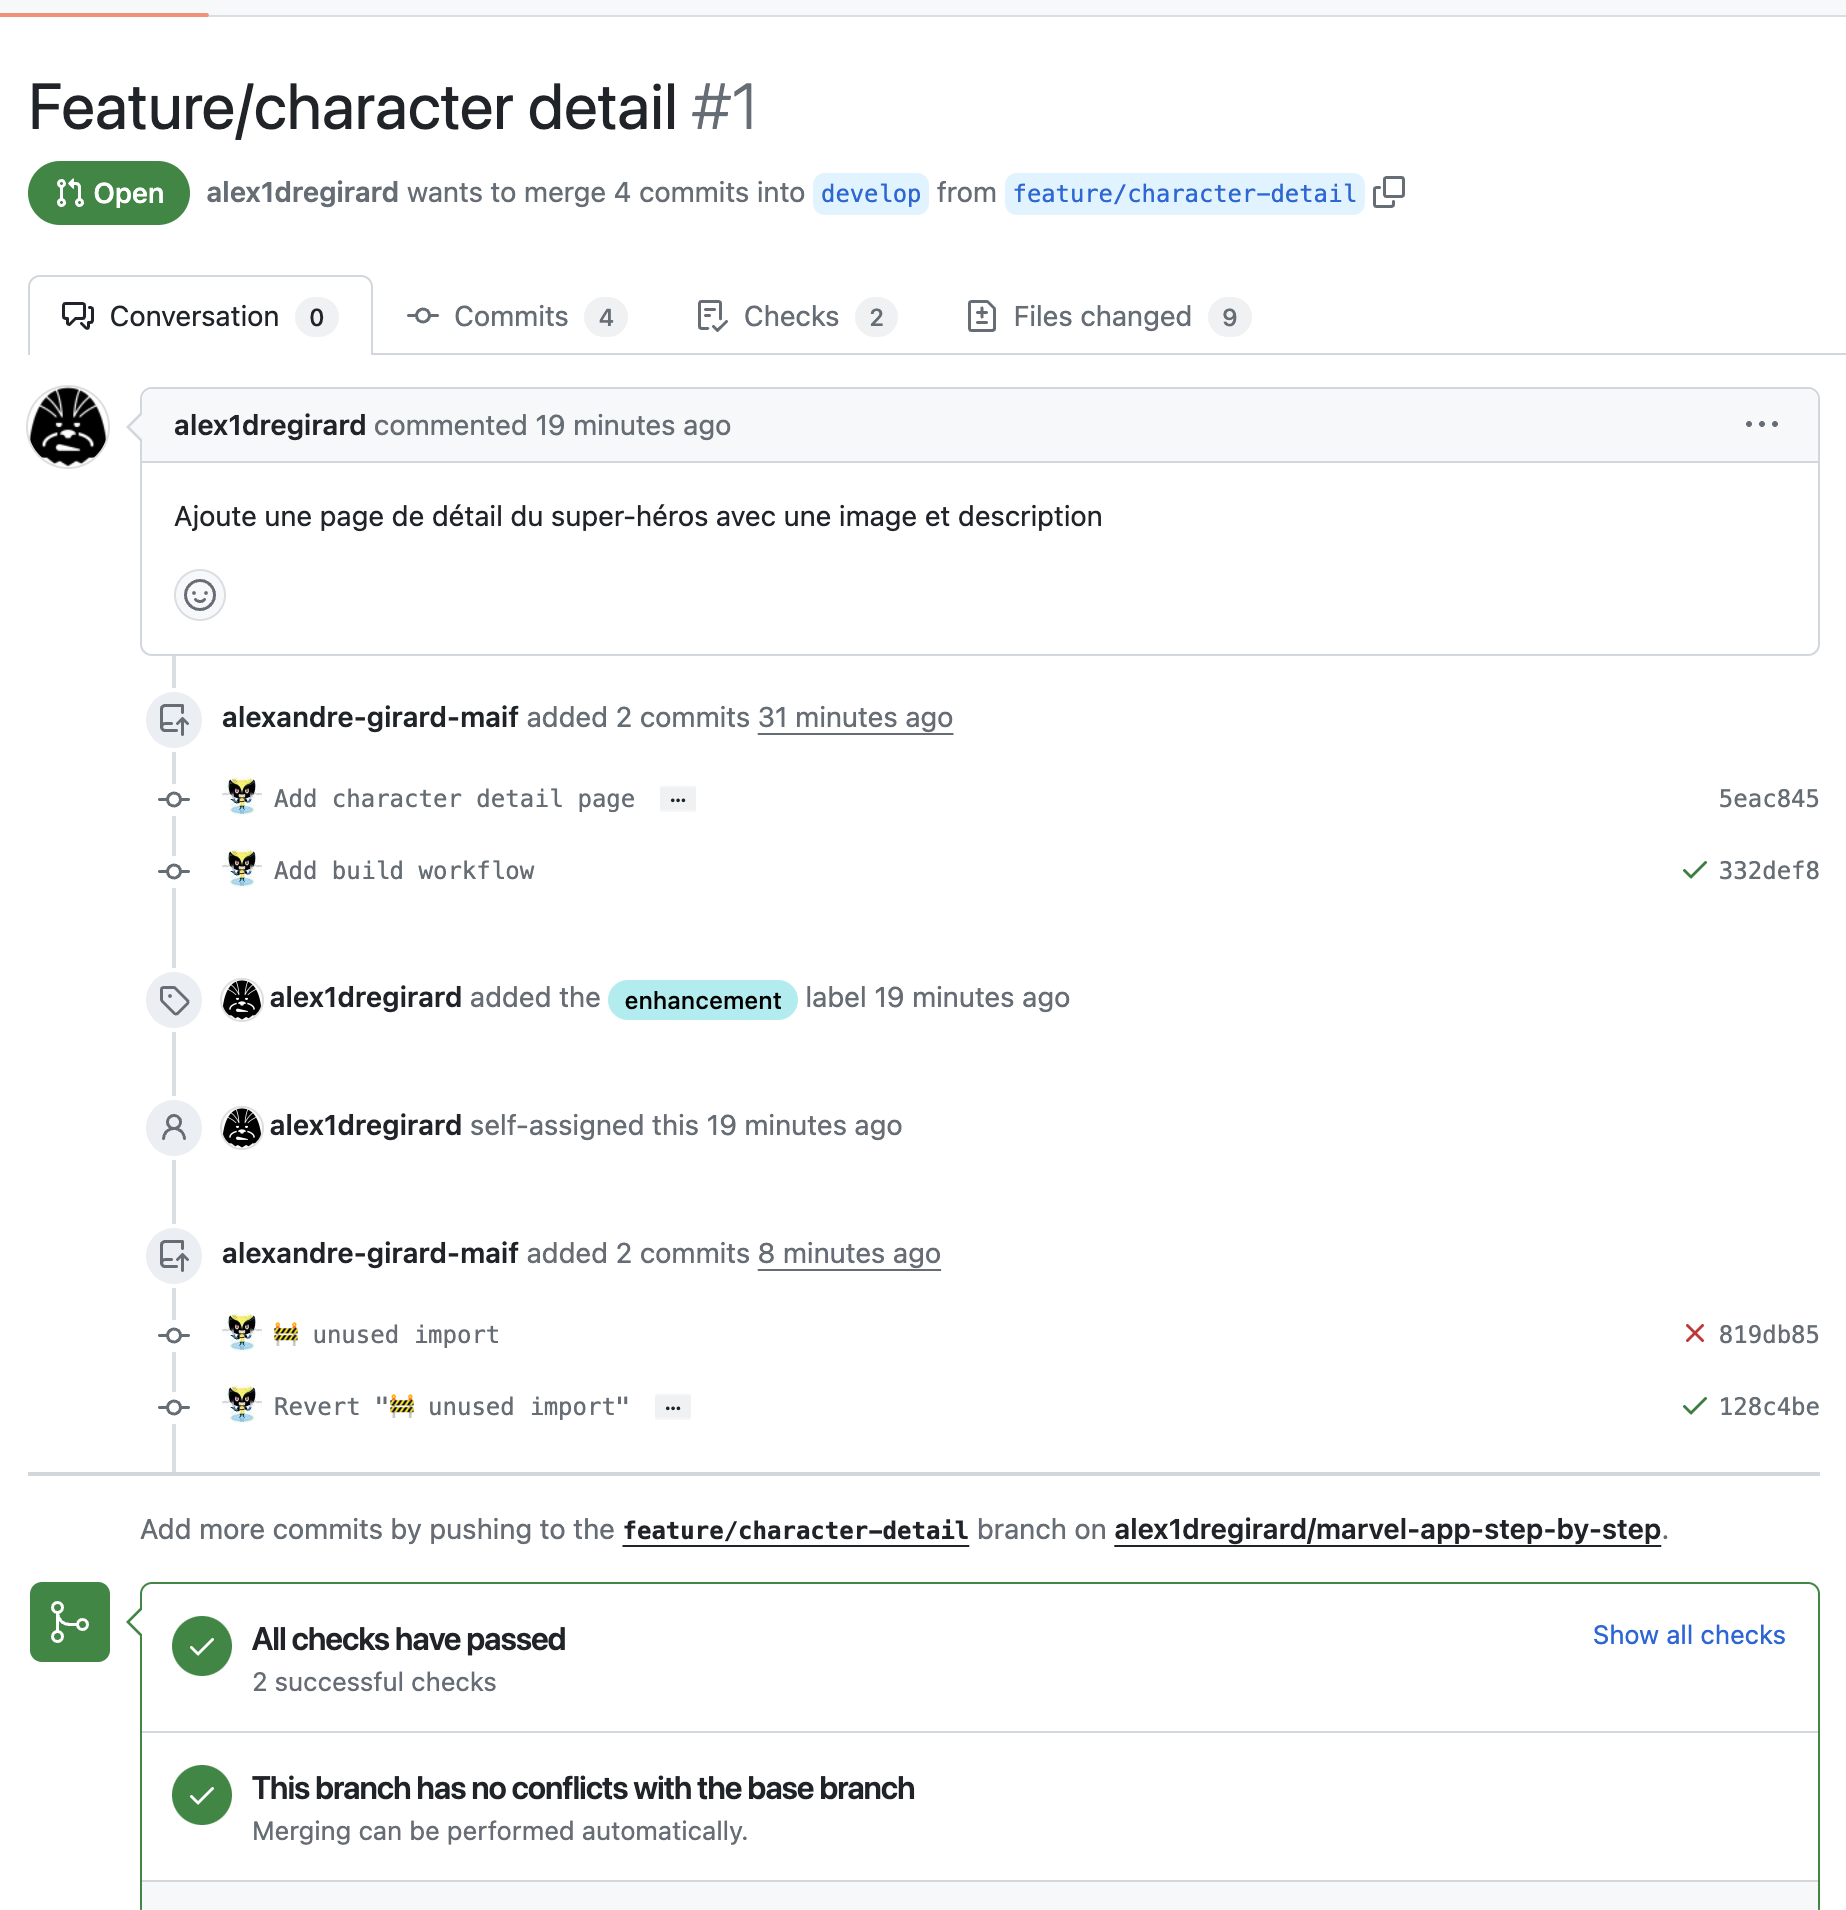 Feature/character detail #1
Open alex1dregirard wants to merge 4 commits into develop from feature/character-detail
Conversation 0 Commits 4 Checks 2 Files changed 9
alex1dregirard commented 19 minutes ago
Ajoute une page de détail du super-héros avec une image et description
alexandre-girard-maif added 2 commits 31 minutes ago
Add character detail page ... 5eac845
Add build workflow 332def8
alex1dregirard added the enhancement label 19 minutes ago
alex1dregirard self-assigned this 19 minutes ago
alexandre-girard-maif added 2 commits 8 minutes ago
🚧 unused import 819db85
Revert "🚧 unused import" ... 128c4be
Add more commits by pushing to the feature/character-detail branch on alex1dregirard/marvel-app-step-by-step.
All checks have passed Show all checks
2 successful checks
This branch has no conflicts with the base branch
Merging can be performed automatically.